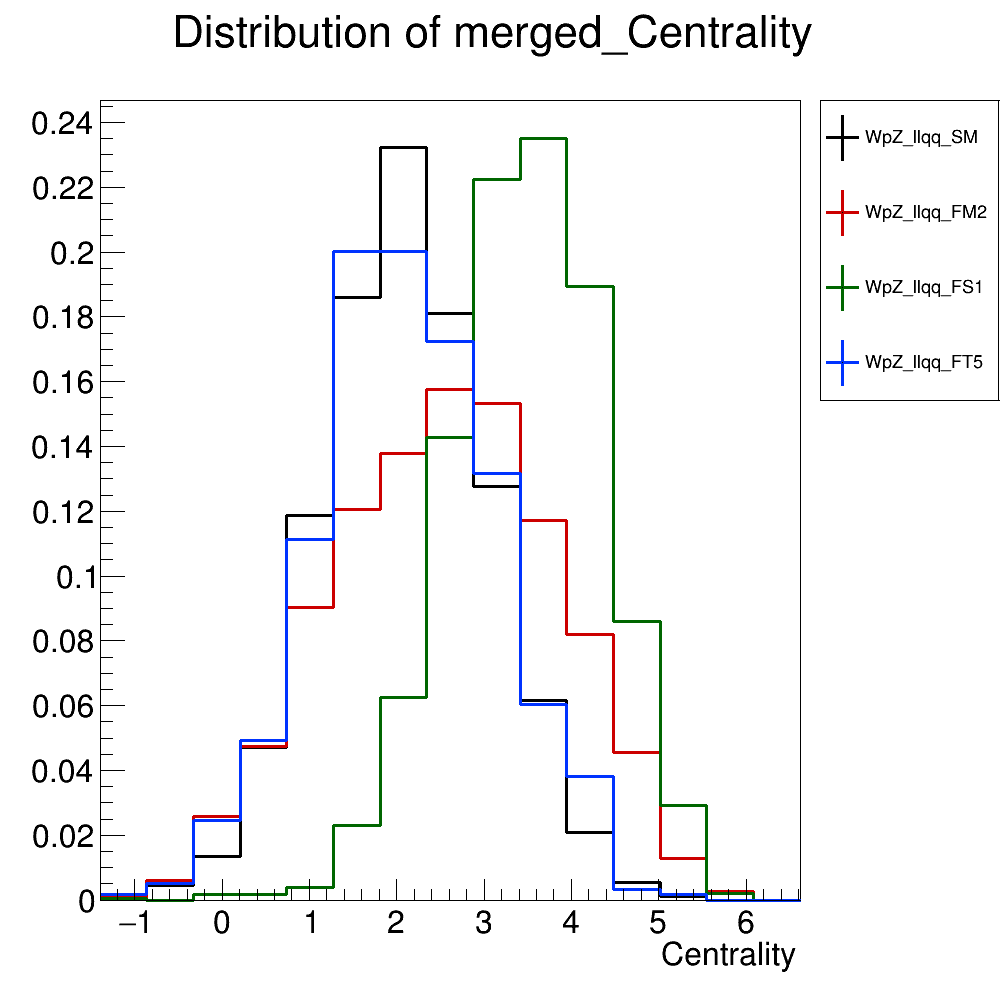 Distribution of merged_Centrality
0.24
0.22
0.2
0.18
0.16
0.14
0.12
0.1
0.08
0.06
0.04
0.02
0
−1 0 1 2 3 4 5 6
Centrality
WpZ_llqq_SM
WpZ_llqq_FM2
WpZ_llqq_FS1
WpZ_llqq_FT5